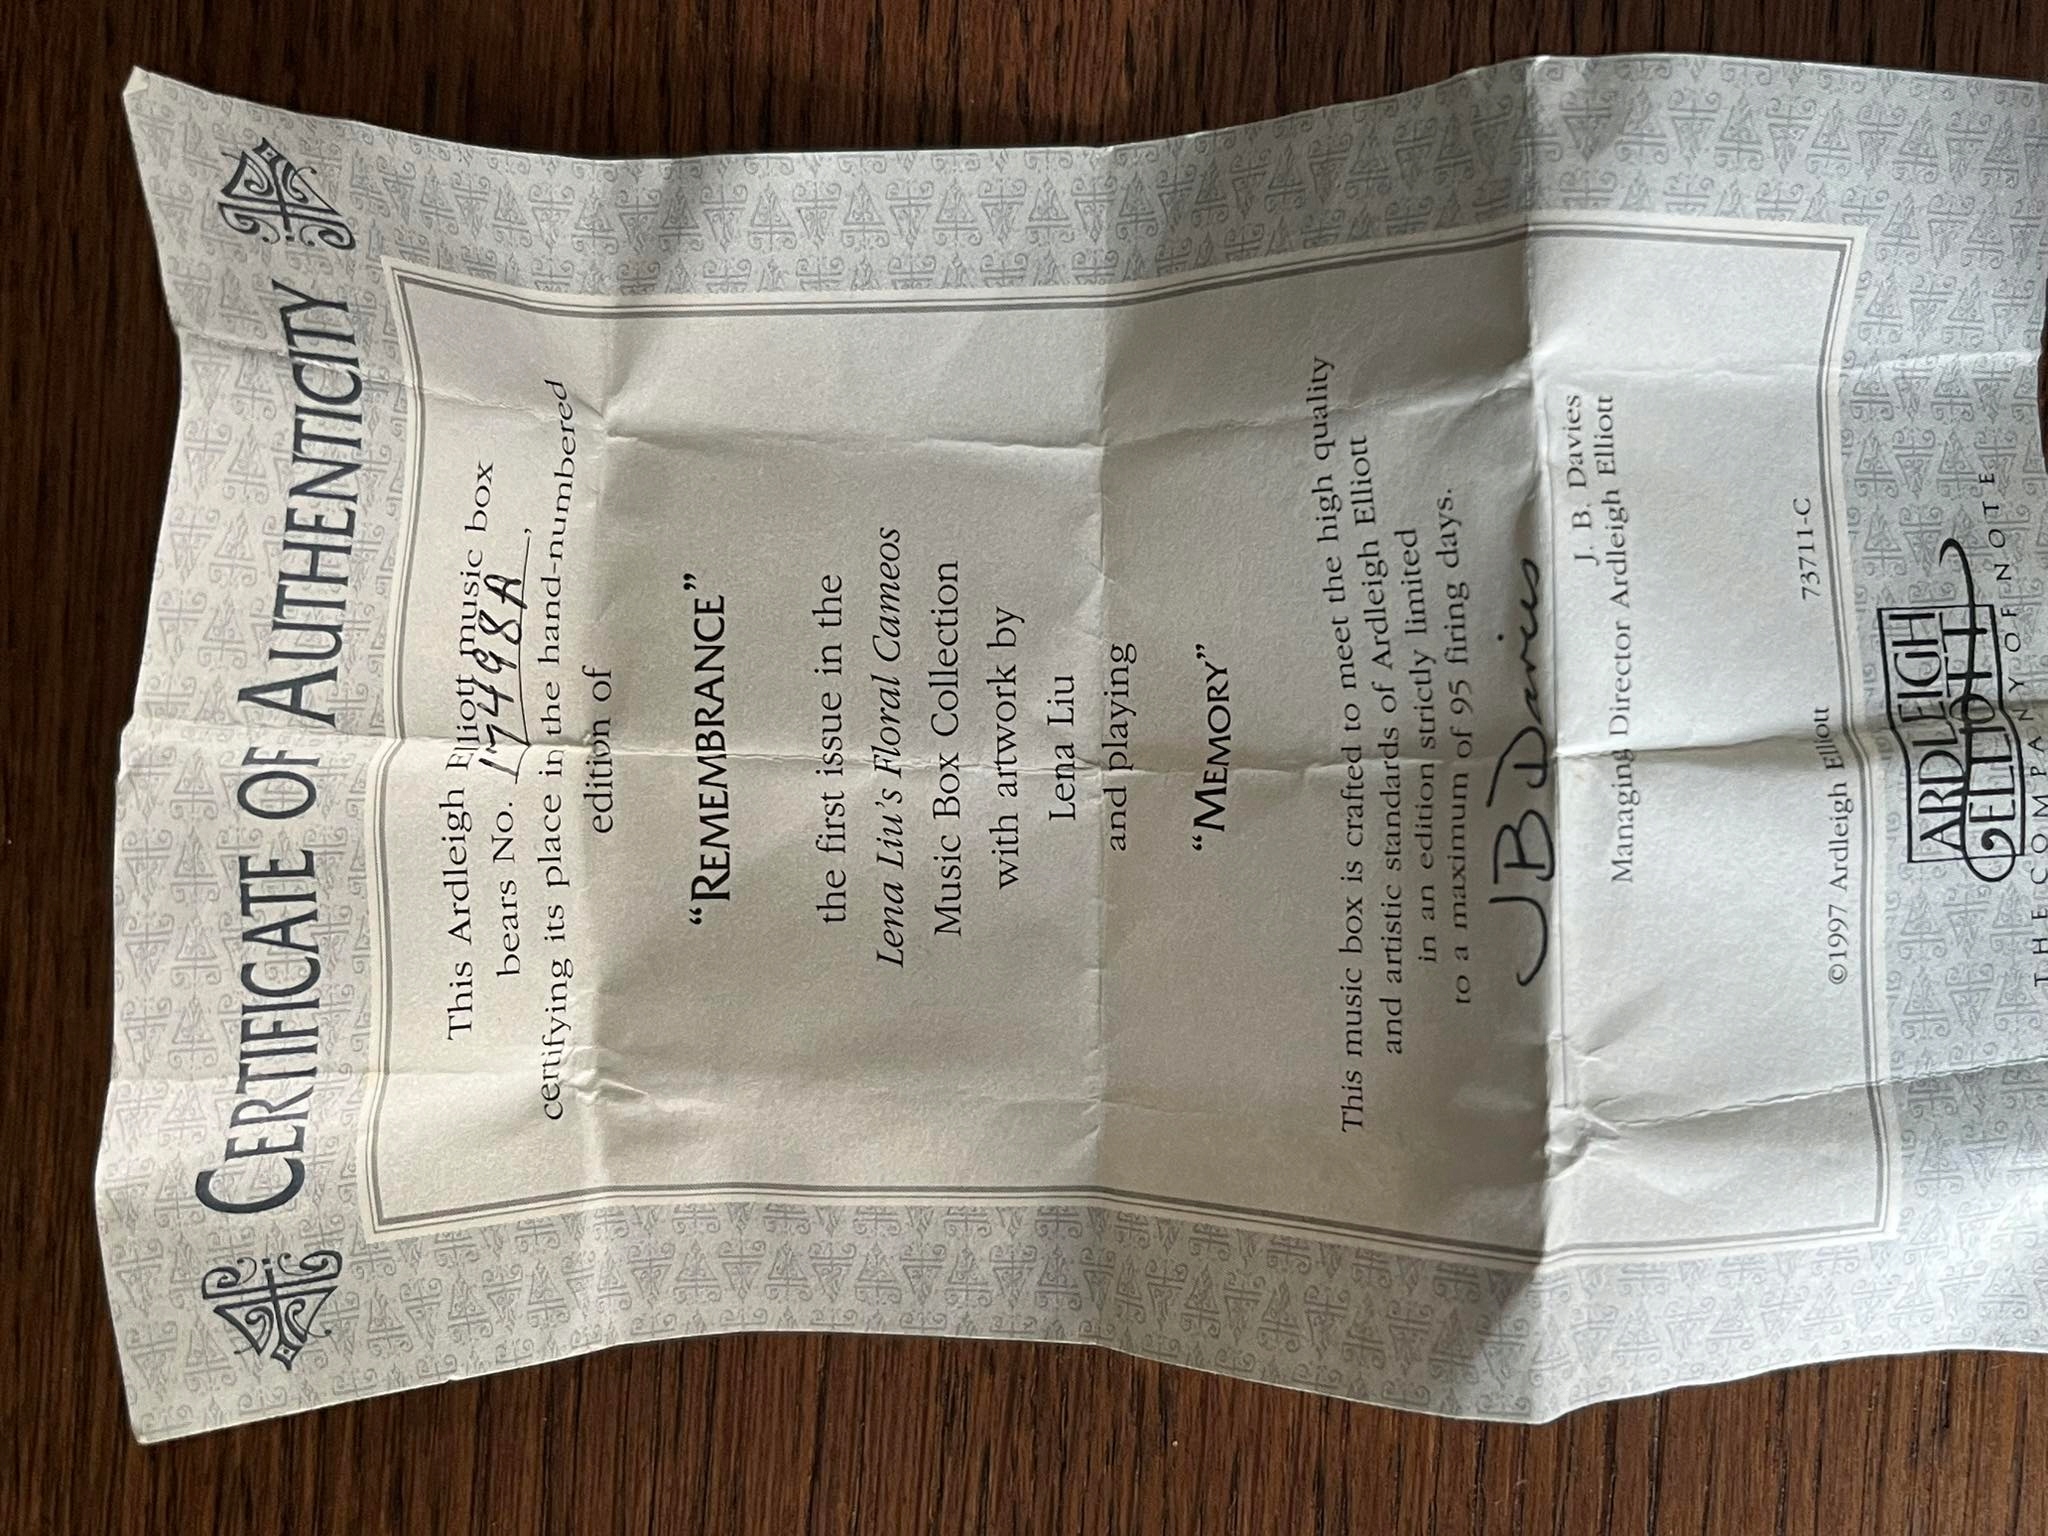 CERTIFICATE OF AUTHENTICITY
This Ardleigh Elliott music box
bears No. 17498A,
certifying its place in the hand-numbered
edition of
“REMEMBRANCE”
the first issue in the
Lena Liu’s Floral Cameos
Music Box Collection
with artwork by
Lena Liu
and playing
“MEMORY”
This music box is crafted to meet the high quality
and artistic standards of Ardleigh Elliott
in an edition strictly limited
to a maximum of 95 firing days.
JBDavies
J. B. Davies
Managing Director Ardleigh Elliott
©1997 Ardleigh Elliott 73711-C
ARDLEIGH
ELLIOTT
THE COMPANY OF NOTE